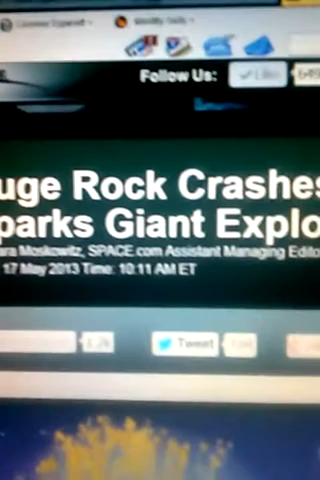 Follow Us: Like 649
uge Rock Crashes
parks Giant Explo
ara Moskowitz, SPACE.com Assistant Managing Edito
17 May 2013 Time: 10:11 AM ET
Tweet